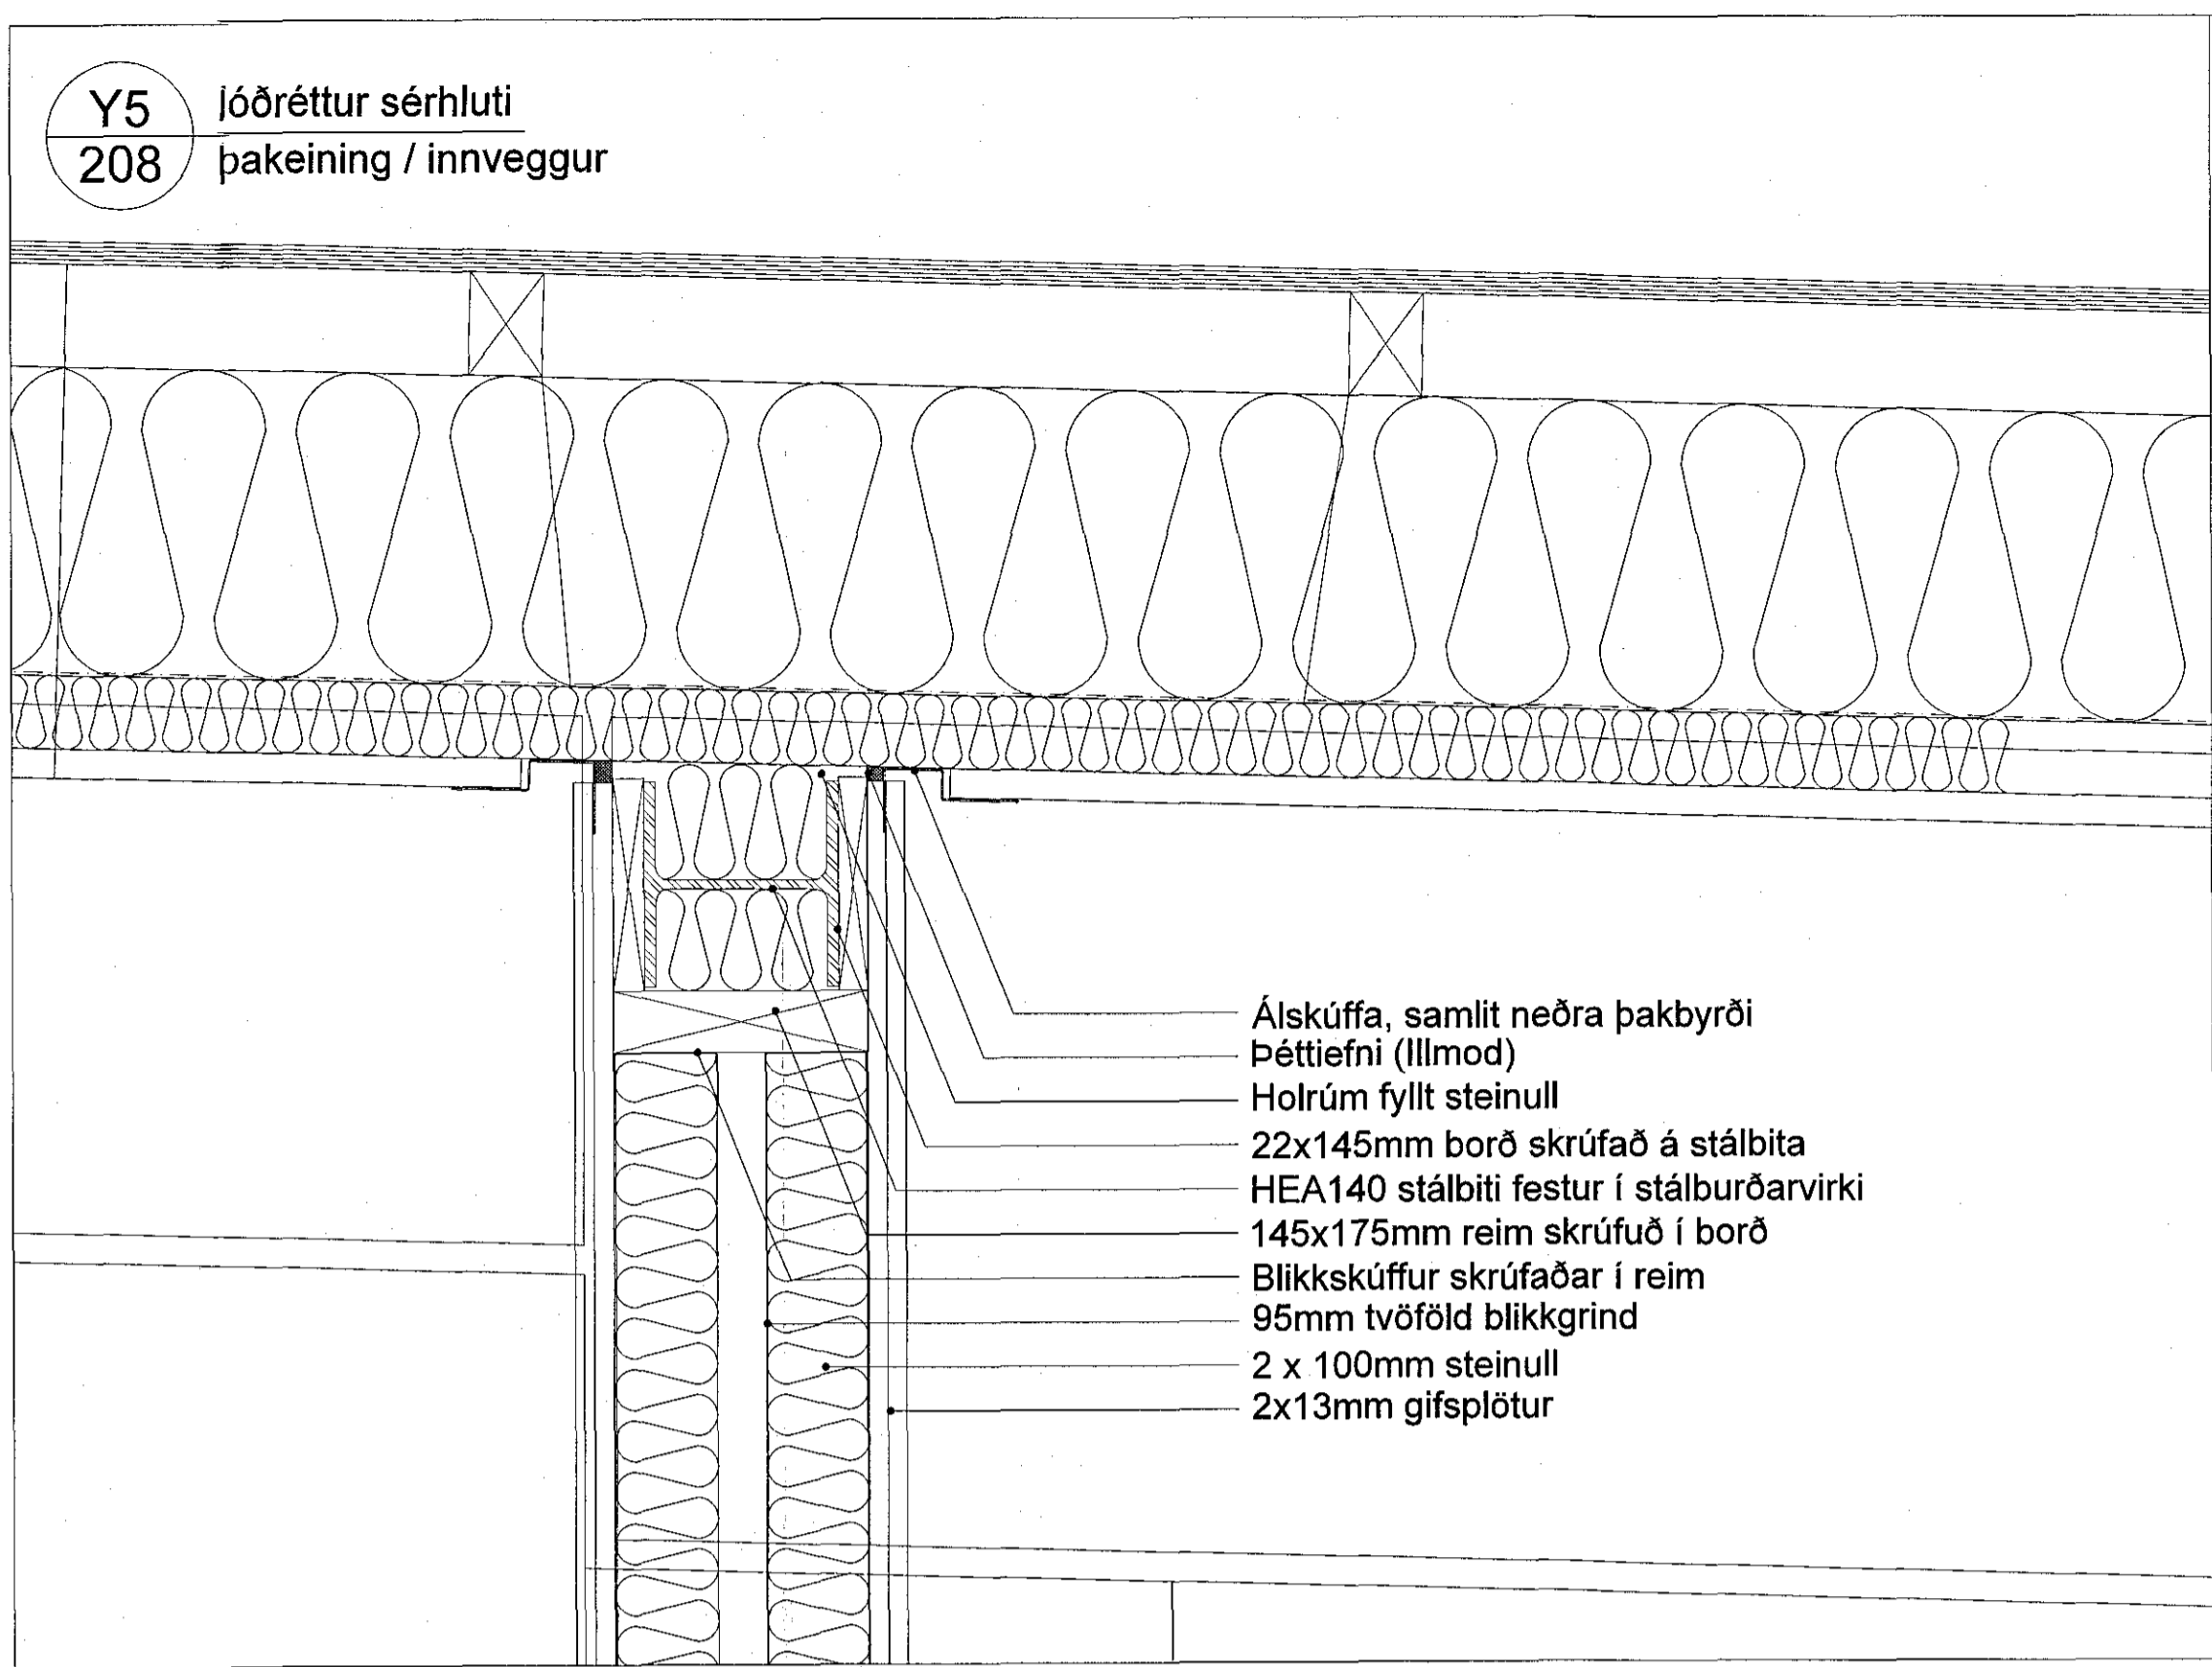 Y5
208
lóðréttur sérhluti
þakeining / innveggur
Álskúffa, samlit neðra þakbyrði
Þéttiefni (Illmod)
Holrúm fyllt steinull
22x145mm borð skrúfað á stálbita
HEA140 stálbiti festur í stálburðarvirki
145x175mm reim skrúfuð í borð
Blikkskúffur skrúfaðar í reim
95mm tvöföld blikkgrind
2 x 100mm steinull
2x13mm gifsplötur